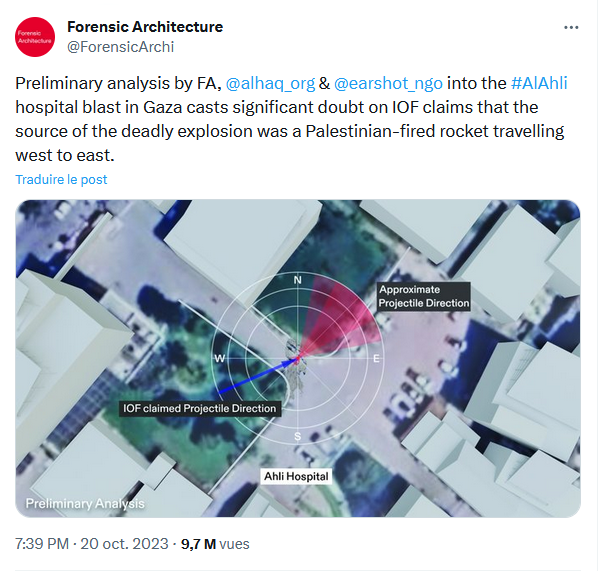 Forensic Architecture
Forensic
Architecture
@ForensicArchi
Preliminary analysis by FA, @alhaq_org & @earshot_ngo into the #AlAhli
hospital blast in Gaza casts significant doubt on IOF claims that the
source of the deadly explosion was a Palestinian-fired rocket travelling
west to east.
Traduire le post
N
Approximate
Projectile Direction
W
E
IOF claimed Projectile Direction
S
Ahli Hospital
Preliminary Analysis
7:39 PM · 20 oct. 2023 · 9,7 M vues